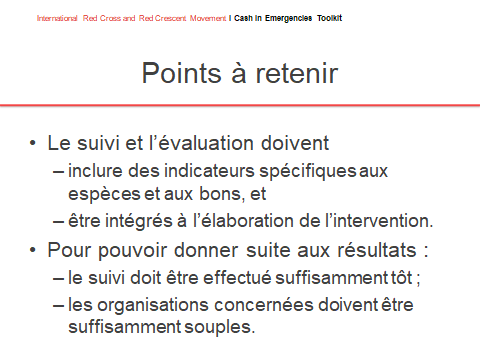 International Red Cross and Red Crescent Movement I Cash in Emergencies Toolkit
Points à retenir
• Le suivi et l’évaluation doivent
– inclure des indicateurs spécifiques aux
espèces et aux bons, et
– être intégrés à l’élaboration de l’intervention.
• Pour pouvoir donner suite aux résultats :
– le suivi doit être effectué suffisamment tôt ;
– les organisations concernées doivent être
suffisamment souples.